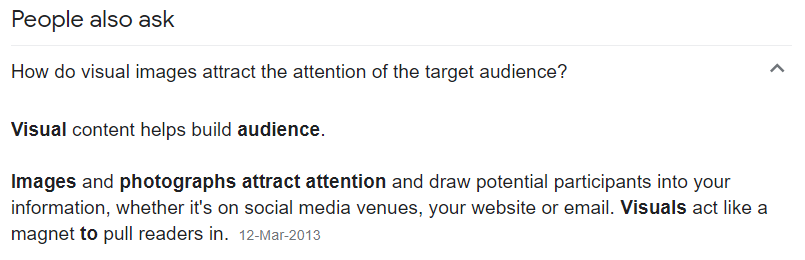 People also ask
How do visual images attract the attention of the target audience?
Visual content helps build audience.
Images and photographs attract attention and draw potential participants into your
information, whether it's on social media venues, your website or email. Visuals act like a
magnet to pull readers in. 12-Mar-2013